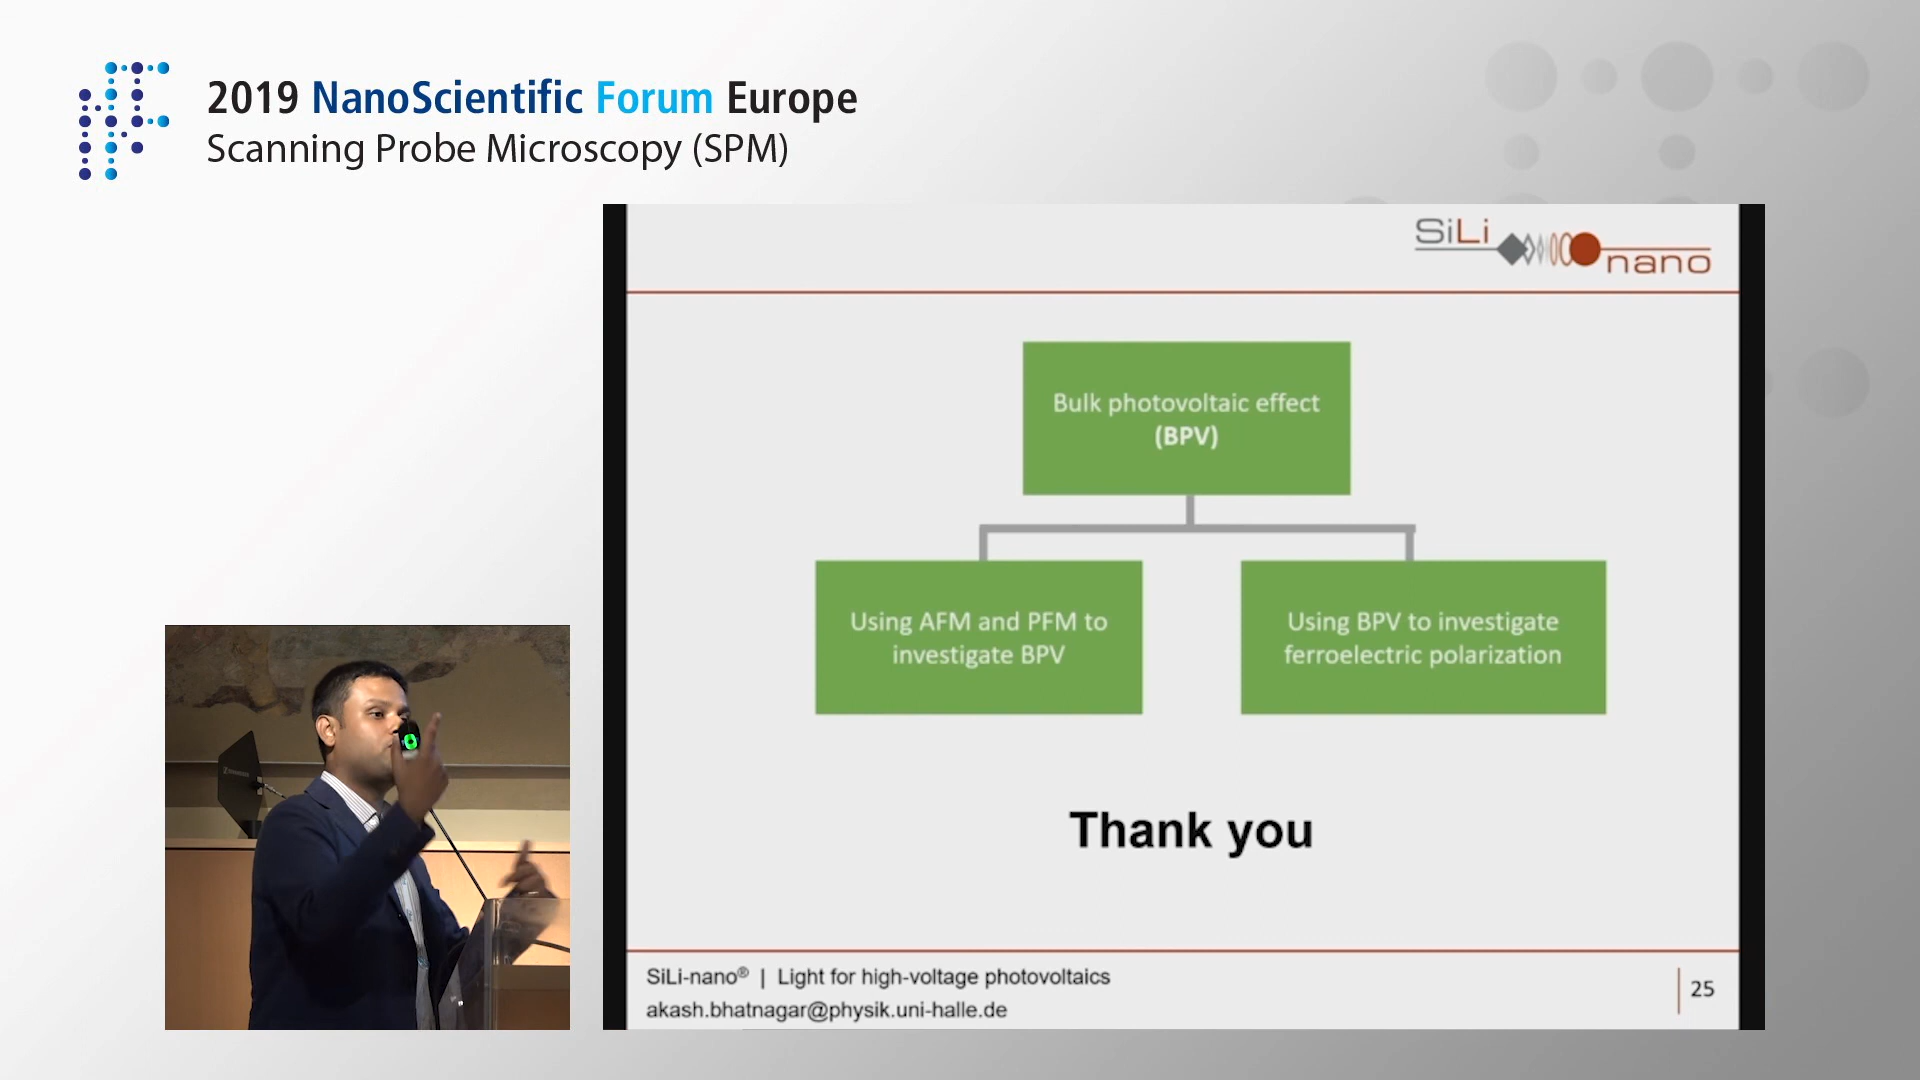 2019 NanoScientific Forum Europe
Scanning Probe Microscopy (SPM)
SiLi
nano
Bulk photovoltaic effect
(BPV)
Using AFM and PFM to
investigate BPV
Using BPV to investigate
ferroelectric polarization
Thank you
SiLi-nano® | Light for high-voltage photovoltaics
akash.bhatnagar@physik.uni-halle.de
25